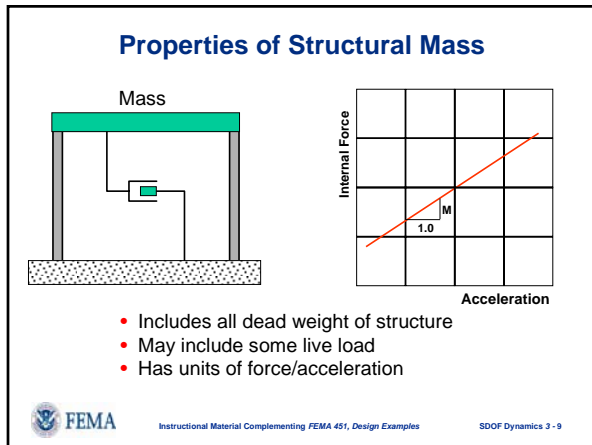 Properties of Structural Mass
Mass
Internal Force
M
1.0
Acceleration
• Includes all dead weight of structure
• May include some live load
• Has units of force/acceleration
FEMA
Instructional Material Complementing FEMA 451, Design Examples
SDOF Dynamics 3 - 9